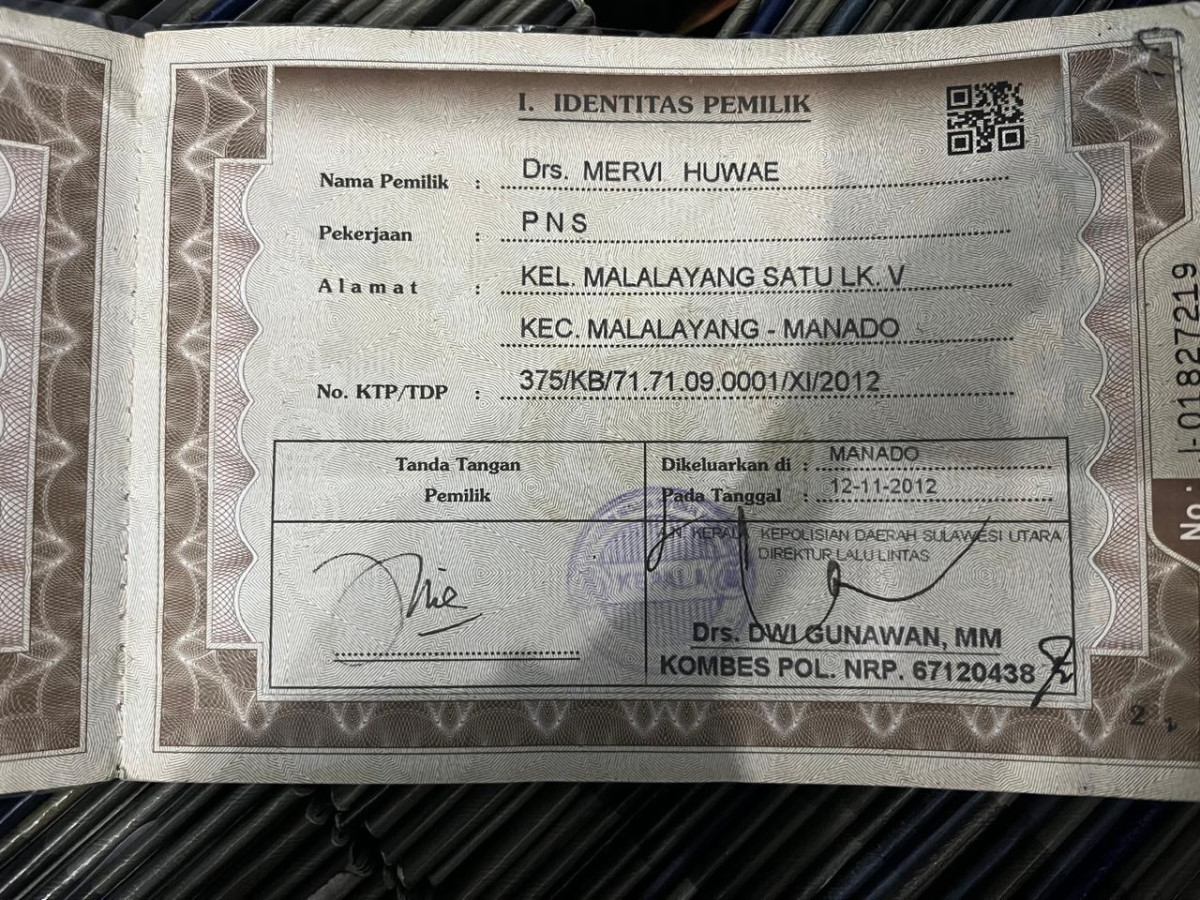 I. IDENTITAS PEMILIK
Nama Pemilik : Drs. MERVI HUWAE
Pekerjaan : P N S
Alamat : KEL. MALALAYANG SATU LK. V
KEC. MALALAYANG - MANADO
No. KTP/TDP : 375/KB/71.71.09.0001/XI/2012
Tanda Tangan
Pemilik
Dikeluarkan di : MANADO
Pada Tanggal : 12-11-2012
A.N. KEPALA KEPOLISIAN DAERAH SULAWESI UTARA
DIREKTUR LALU LINTAS
Drs. DWI GUNAWAN, MM
KOMBES POL. NRP. 67120438
2
No. I-01827219